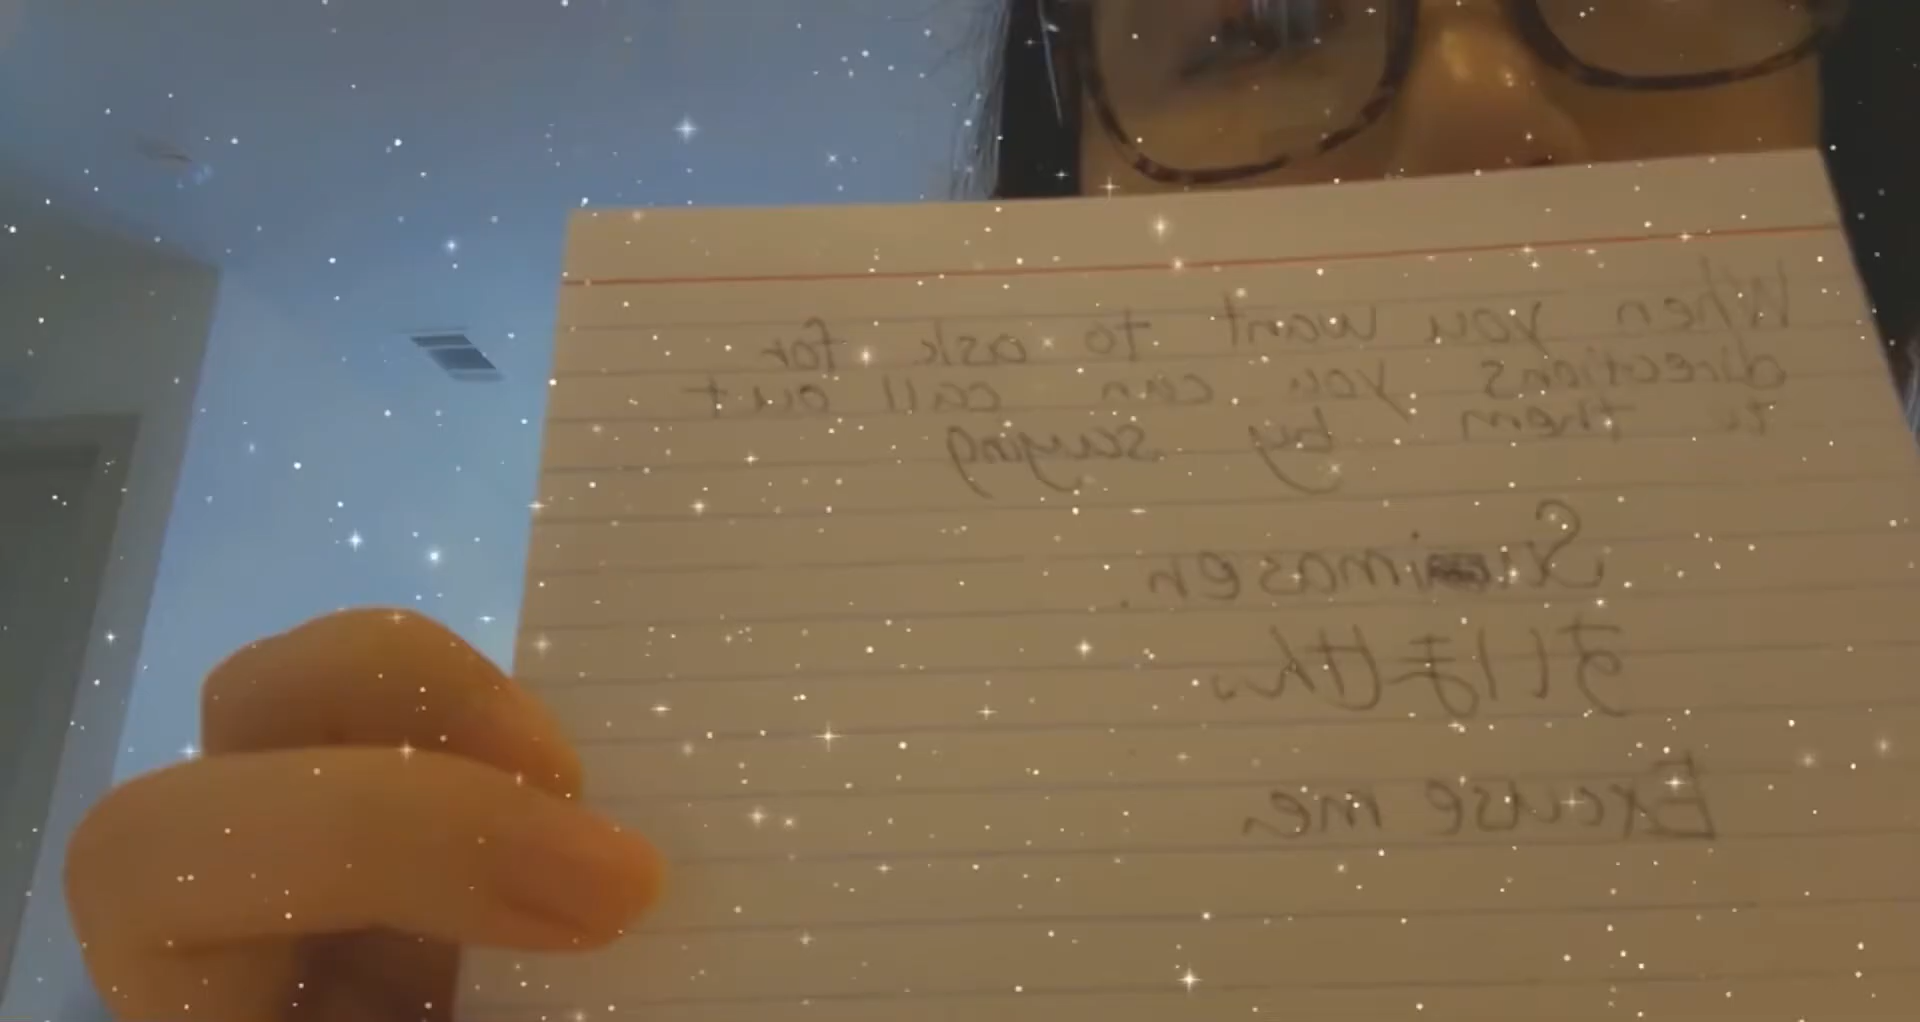 When you want to ask for
directions you can call out
to them by saying
Sumimasen.
すいません。
Excuse me